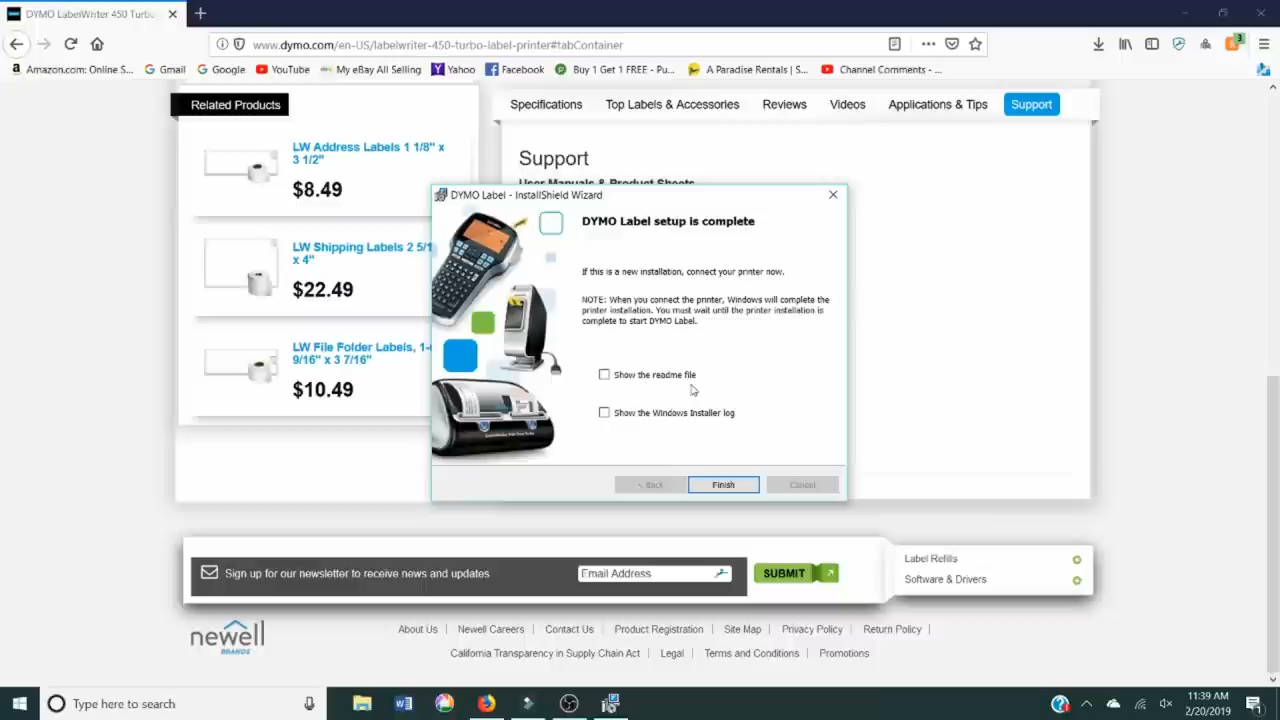 DYMO LabelWriter 450 Turbo
www.dymo.com/en-US/labelwriter-450-turbo-label-printer#tabContainer
3
Amazon.com: Online S...
Gmail
Google
YouTube
My eBay All Selling
Yahoo
Facebook
Buy 1 Get 1 FREE - Pu...
A Paradise Rentals | S...
Channel Comments - ...
Related Products
Specifications
Top Labels & Accessories
Reviews
Videos
Applications & Tips
Support
LW Address Labels 1 1/8" x
3 1/2"
$8.49
LW Shipping Labels 2 5/1
x 4"
$22.49
LW File Folder Labels, 1-
9/16" x 3 7/16"
$10.49
Support
User Manuals & Product Sheets
DYMO Label - InstallShield Wizard
DYMO Label setup is complete
If this is a new installation, connect your printer now.
NOTE: When you connect the printer, Windows will complete the
printer installation. You must wait until the printer installation is
complete to start DYMO Label.
Show the readme file
Show the Windows Installer log
< Back
Finish
Cancel
Sign up for our newsletter to receive news and updates
Email Address
SUBMIT
Label Refills
Software & Drivers
newell
BRANDS
About Us
Newell Careers
Contact Us
Product Registration
Site Map
Privacy Policy
Return Policy
California Transparency in Supply Chain Act
Legal
Terms and Conditions
Promotions
Type here to search
11:39 AM
2/20/2019
1